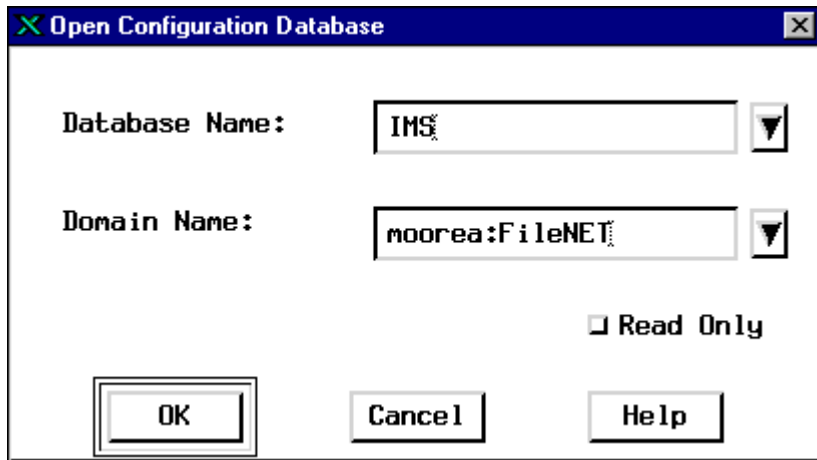 Open Configuration Database
Database Name: IMS
Domain Name: moorea:FileNET
Read Only
OK Cancel Help